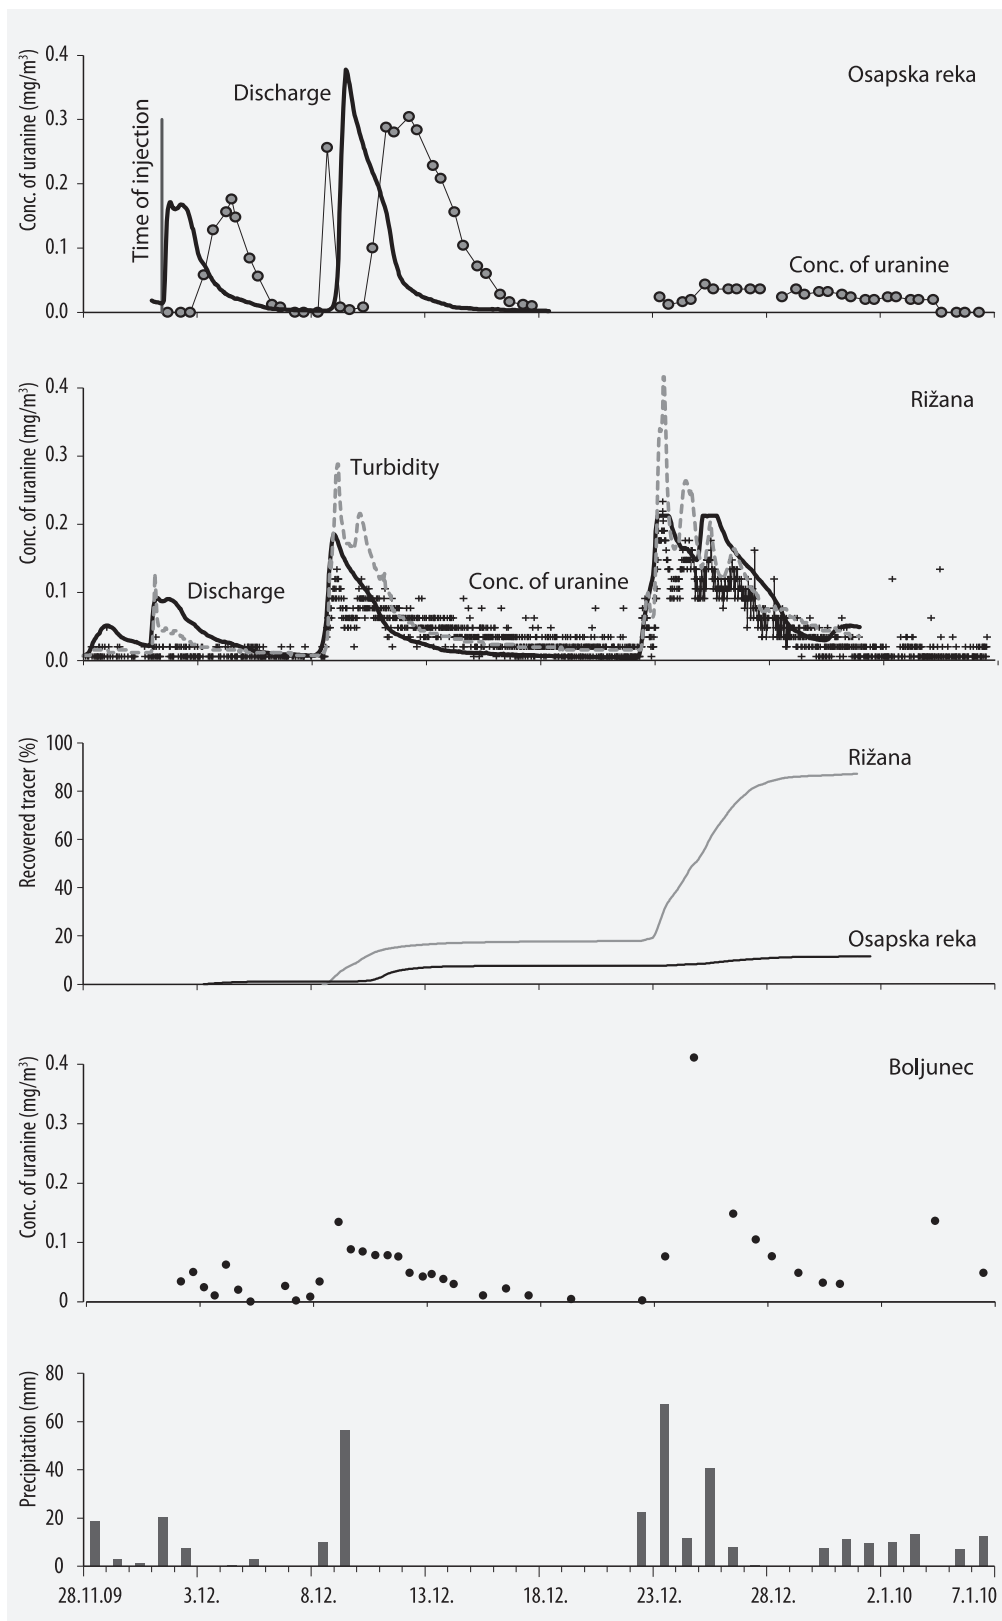 Conc. of uranine (mg/m³)
0.4
0.3
0.2
0.1
0.0
Osapska reka
Discharge
Time of injection
Conc. of uranine
Conc. of uranine (mg/m³)
0.4
0.3
0.2
0.1
0.0
Rižana
Turbidity
Discharge
Conc. of uranine
Recovered tracer (%)
100
80
60
40
20
0
Rižana
Osapska reka
Conc. of uranine (mg/m³)
0.4
0.3
0.2
0.1
0
Boljunec
Precipitation (mm)
80
60
40
20
0
28.11.09 3.12. 8.12. 13.12. 18.12. 23.12. 28.12. 2.1.10 7.1.10